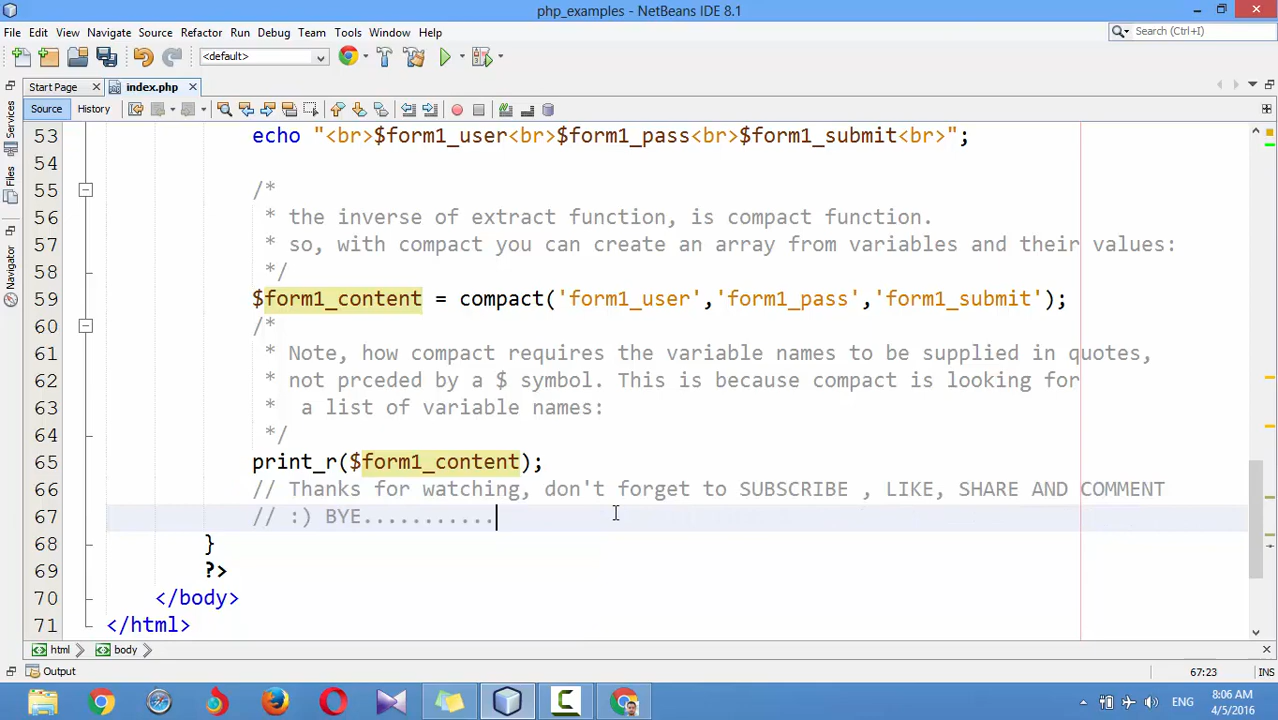 php_examples - NetBeans IDE 8.1
File Edit View Navigate Source Refactor Run Debug Team Tools Window Help
Search (Ctrl+I)
<default>
Start Page
index.php
Source History
Services
Files
Navigator
53 echo "<br>$form1_user<br>$form1_pass<br>$form1_submit<br>";
54
55 /*
56 * the inverse of extract function, is compact function.
57 * so, with compact you can create an array from variables and their values:
58 */
59 $form1_content = compact('form1_user','form1_pass','form1_submit');
60 /*
61 * Note, how compact requires the variable names to be supplied in quotes,
62 * not prceded by a $ symbol. This is because compact is looking for
63 * a list of variable names:
64 */
65 print_r($form1_content);
66 // Thanks for watching, don't forget to SUBSCRIBE , LIKE, SHARE AND COMMENT
67 // :) BYE...........
68 }
69 ?>
70 </body>
71 </html>
html body
Output
67:23
ENG
8:06 AM
4/5/2016